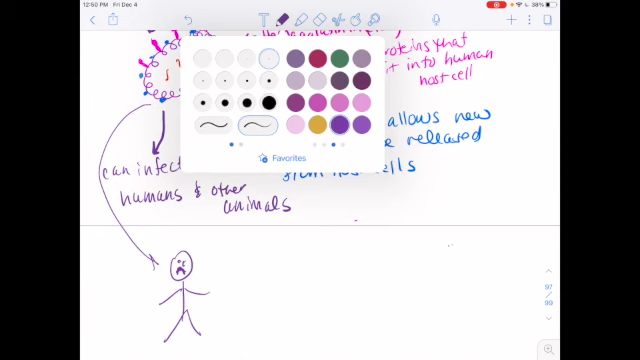 12:50 PM Fri Dec 4
38%
proteins that
it into human
host cell
allows new
released
from host cells
can infect
humans & other
animals
Favorites
97
99